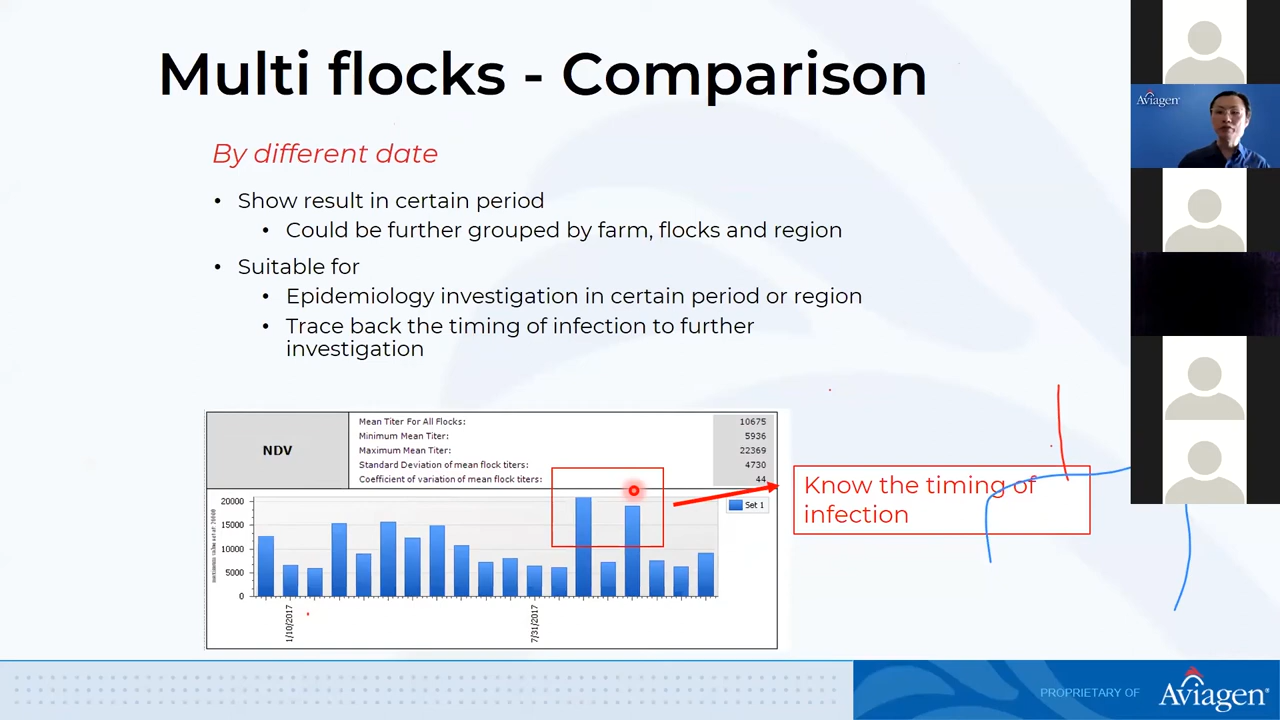 Multi flocks - Comparison
Aviagen
By different date
• Show result in certain period
• Could be further grouped by farm, flocks and region
• Suitable for
• Epidemiology investigation in certain period or region
• Trace back the timing of infection to further
investigation
NDV
Mean Titer For All Flocks: 10675
Minimum Mean Titer: 5936
Maximum Mean Titer: 22369
Standard Deviation of mean flock titers: 4730
Coefficient of variation of mean flock titers: 44
Know the timing of
infection
Set 1
20000
15000
10000
5000
0
1/10/2017
7/31/2017
PROPRIETARY OF
Aviagen